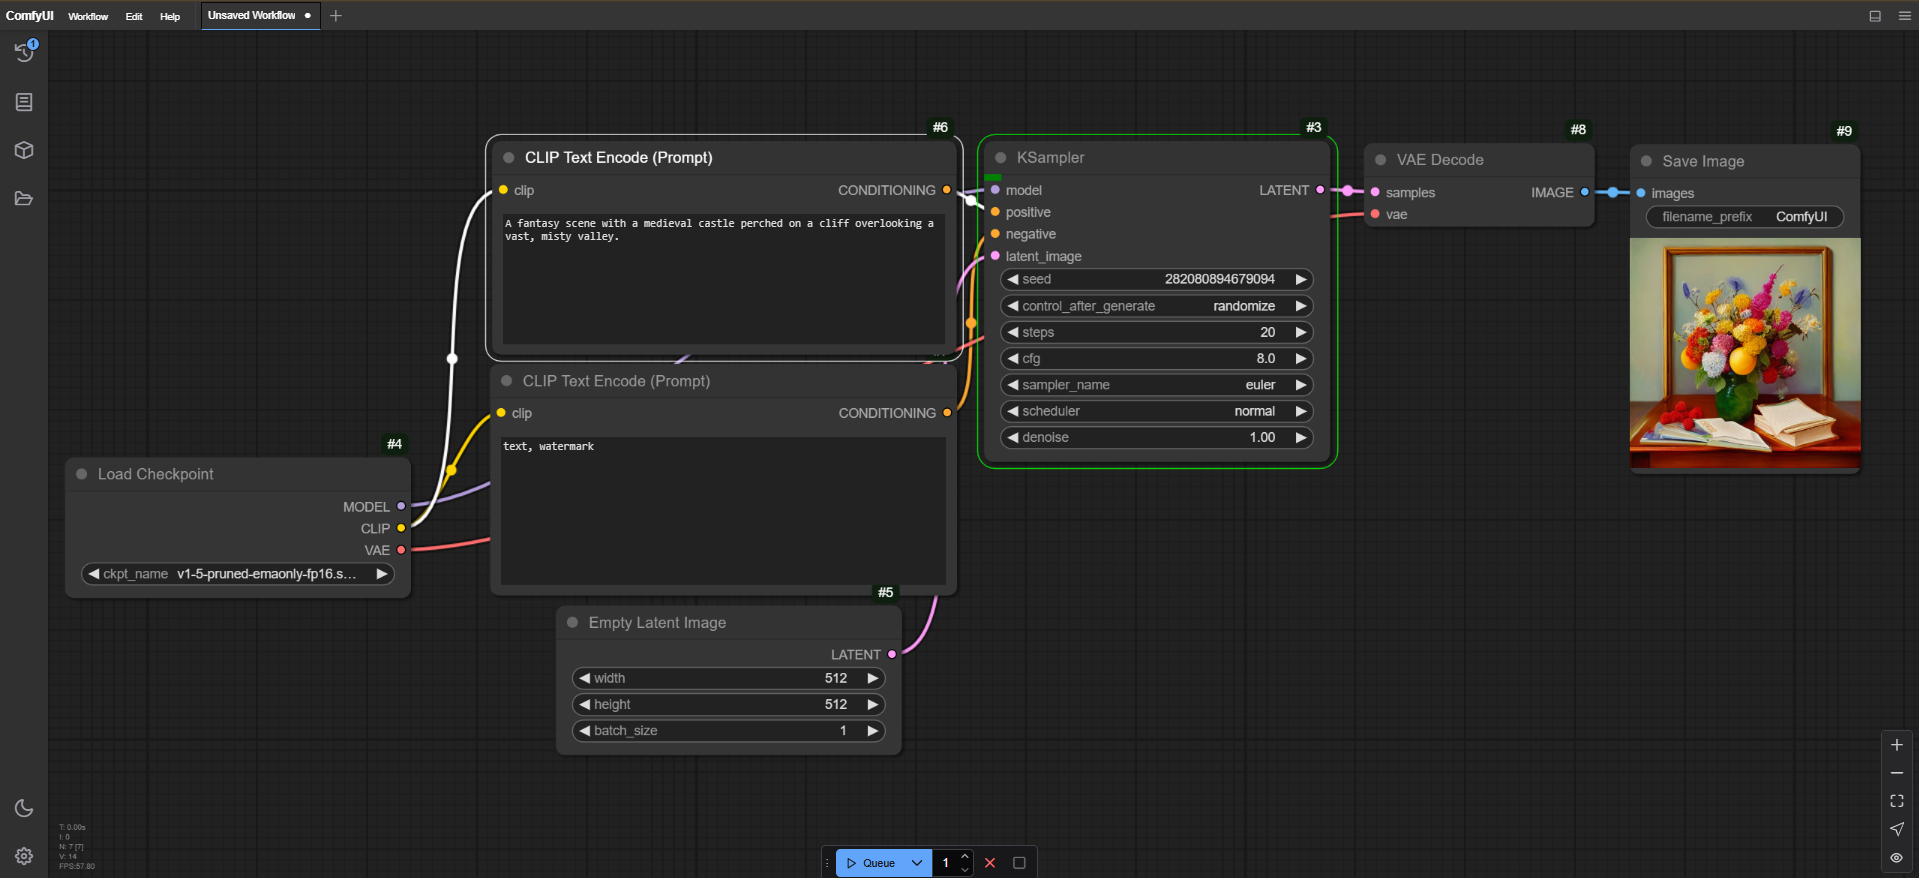 ComfyUI Workflow Edit Help Unsaved Workflow
1
#6
CLIP Text Encode (Prompt)
clip CONDITIONING
A fantasy scene with a medieval castle perched on a cliff overlooking a
vast, misty valley.
CLIP Text Encode (Prompt)
clip CONDITIONING
text, watermark
#4
Load Checkpoint
MODEL
CLIP
VAE
ckpt_name v1-5-pruned-emaonly-fp16.s...
#5
Empty Latent Image
LATENT
width 512
height 512
batch_size 1
#3
KSampler
model LATENT
positive
negative
latent_image
seed 282080894679094
control_after_generate randomize
steps 20
cfg 8.0
sampler_name euler
scheduler normal
denoise 1.00
#8
VAE Decode
samples IMAGE
vae
#9
Save Image
images
filename_prefix ComfyUI
T: 0.00s
I: 0
N: 7 [7]
V: 14
FPS:57.80
Queue 1